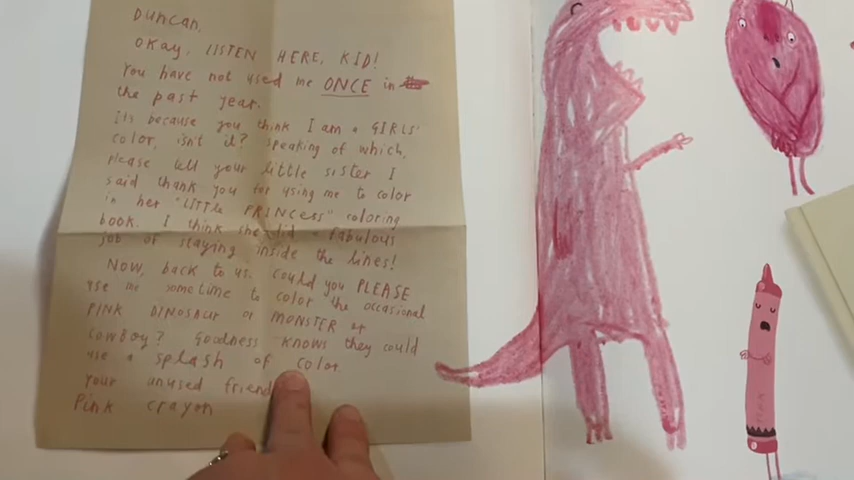 Duncan,
Okay, LISTEN HERE, KID!
You have not used me ONCE in
the past year.
It's because you think I am a GIRLS'
color, isn't it? Speaking of which,
please tell your little sister I
said thank you for using me to color
in her "LITTLE PRINCESS" coloring
book. I think she did a fabulous
job of staying inside the lines!
Now, back to us. Could you PLEASE
use me sometime to color the occasional
PINK DINOSAUR or MONSTER or
cowboy? Goodness KNOWS they could
use a splash of color
your unused friend
Pink crayon